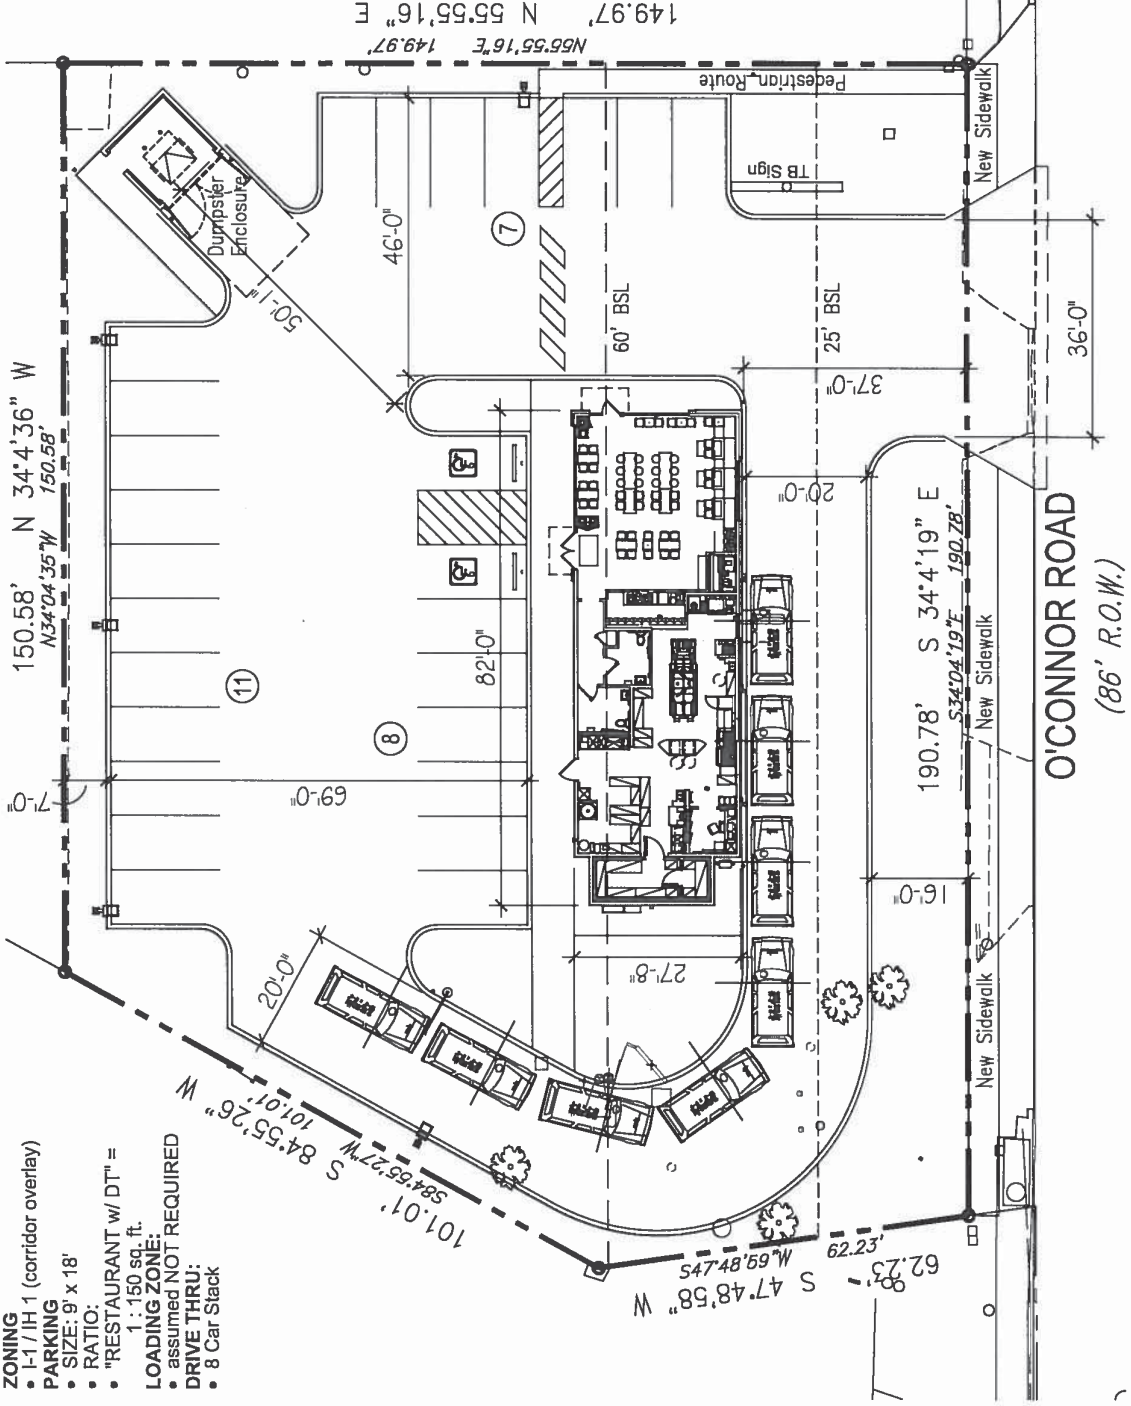 ZONING
• I-1 / IH 1 (corridor overlay)
PARKING
• SIZE: 9' x 18'
• RATIO:
• "RESTAURANT w/ DT" =
1 : 150 sq. ft.
LOADING ZONE:
• assumed NOT REQUIRED
DRIVE THRU:
• 8 Car Stack
149.97' N 55°55'16" E
N55°55'16"E 149.97'
150.58' N 34°4'36" W
N34°04'35"W 150.58'
Pedestrian Route
New Sidewalk
TB Sign
Dumpster
Enclosure
46'-0"
7
50'-1"
60' BSL
25' BSL
36'-0"
37'-0"
20'-0"
82'-0"
11
8
69'-0"
7'-0"
190.78' S 34°4'19" E
S34°04'19"E 190.78'
New Sidewalk
O'CONNOR ROAD
(86' R.O.W.)
16'-0"
27'-8"
20'-0"
New Sidewalk
S 84°55'26" W
101.01'
S84°55'27"W
101.01'
S47°48'59"W
62.23'
S 47°48'58" W
62.23'